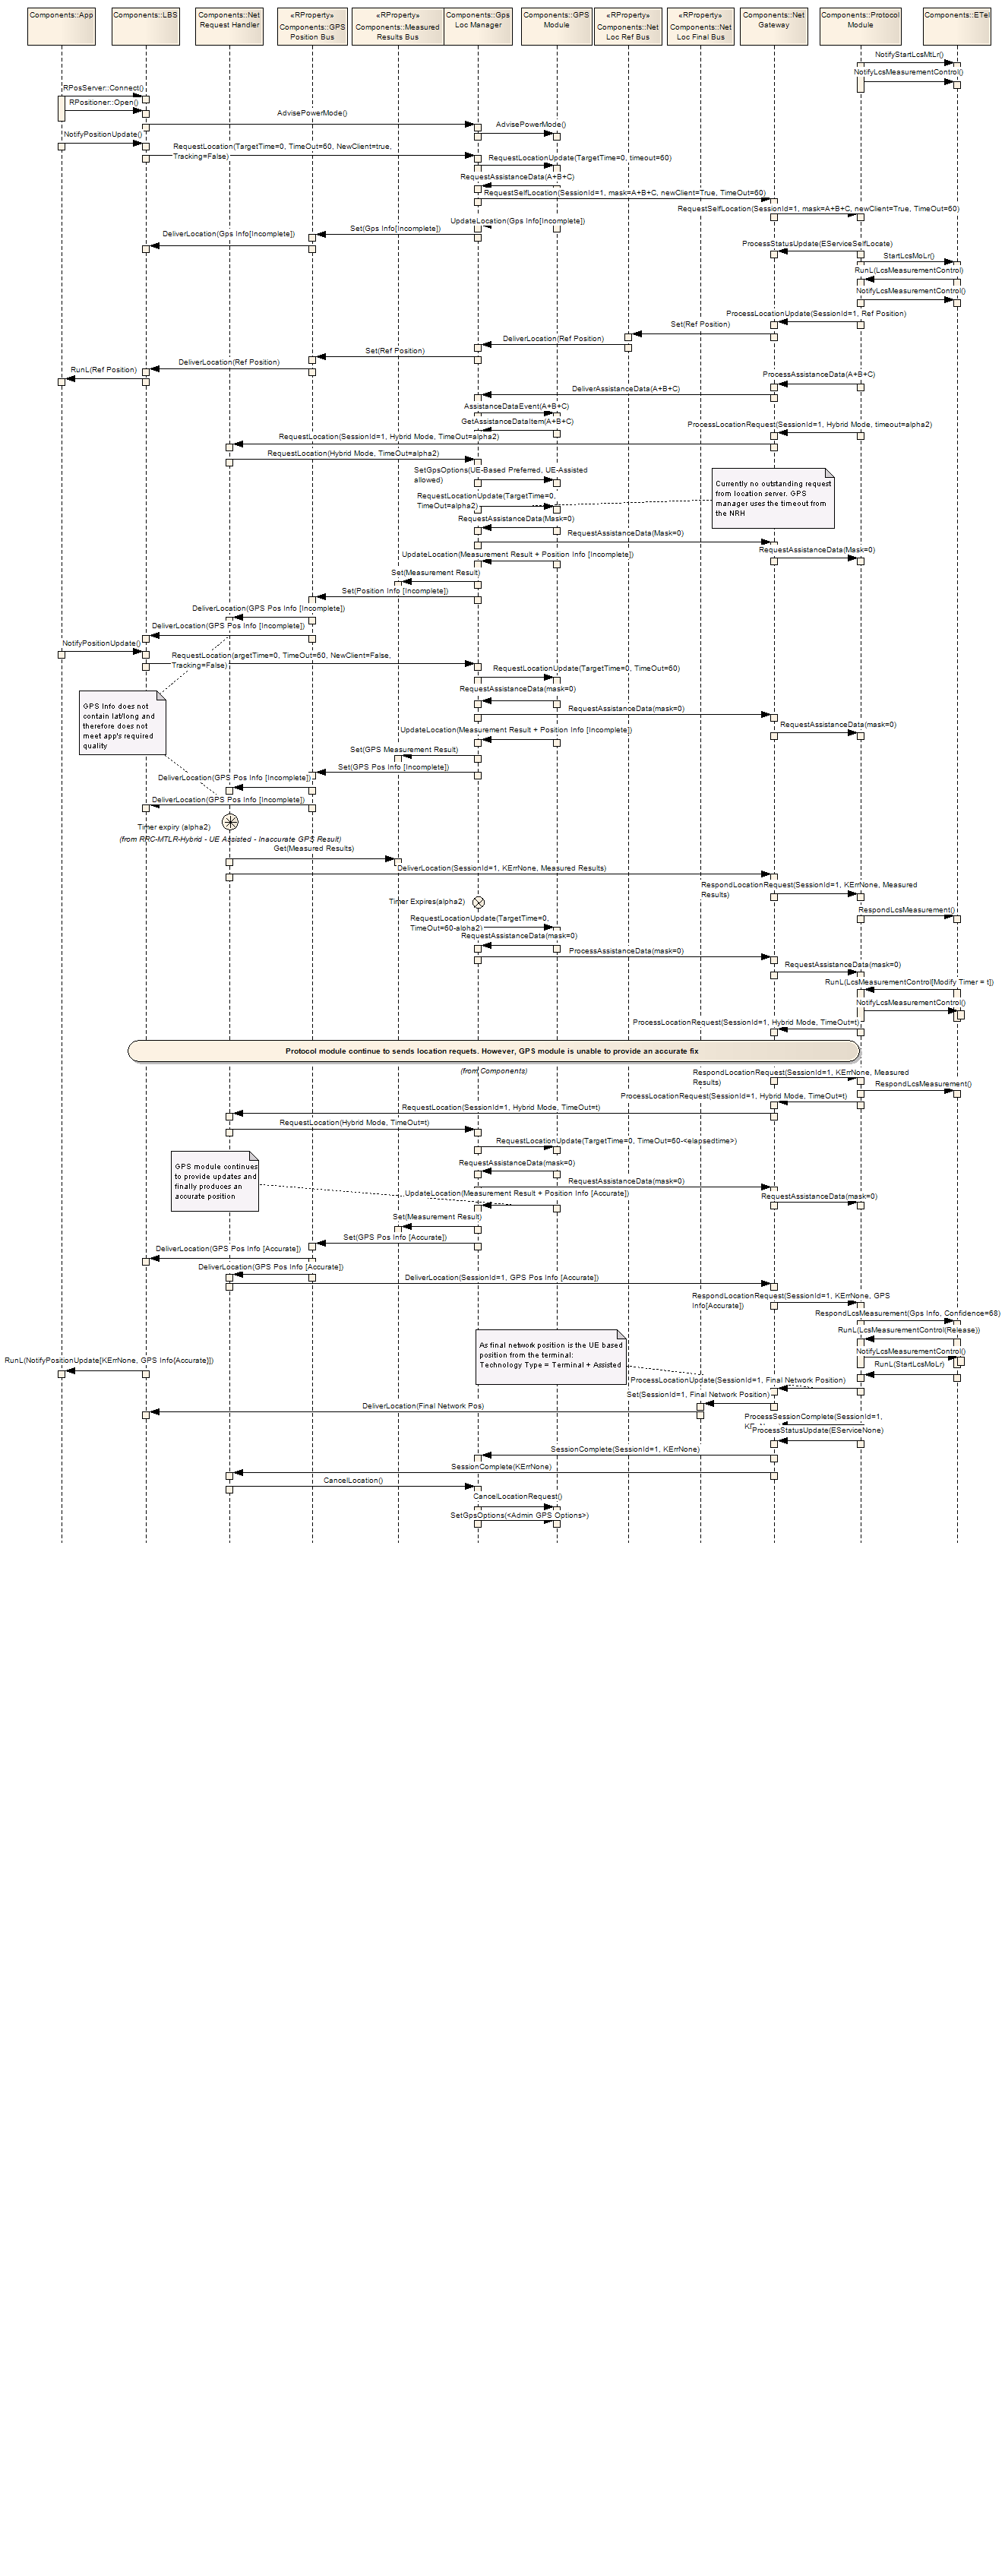 Components::App
Components::LBS
Components::Net
Request Handler
«RProperty»
Components::GPS
Position Bus
«RProperty»
Components::Measured
Results Bus
Components::Gps
Loc Manager
Components::GPS
Module
«RProperty»
Components::Net
Loc Ref Bus
«RProperty»
Components::Net
Loc Final Bus
Components::Net
Gateway
Components::Protocol
Module
Components::ETel
NotifyStartLcsMtLr()
NotifyLcsMeasurementControl()
RPosServer::Connect()
RPositioner::Open()
AdvisePowerMode()
AdvisePowerMode()
NotifyPositionUpdate()
RequestLocation(TargetTime=0, TimeOut=60, NewClient=true,
Tracking=False)
RequestLocationUpdate(TargetTime=0, timeout=60)
RequestAssistanceData(A+B+C)
RequestSelfLocation(SessionId=1, mask=A+B+C, newClient=True, TimeOut=60)
RequestSelfLocation(SessionId=1, mask=A+B+C, newClient=True, TimeOut=60)
UpdateLocation(Gps Info[Incomplete])
Set(Gps Info[Incomplete])
DeliverLocation(Gps Info[Incomplete])
ProcessStatusUpdate(EServiceSelfLocate)
StartLcsMoLr()
RunL(LcsMeasurementControl)
NotifyLcsMeasurementControl()
ProcessLocationUpdate(SessionId=1, Ref Position)
Set(Ref Position)
DeliverLocation(Ref Position)
Set(Ref Position)
DeliverLocation(Ref Position)
RunL(Ref Position)
ProcessAssistanceData(A+B+C)
DeliverAssistanceData(A+B+C)
AssistanceDataEvent(A+B+C)
GetAssistanceDataItem(A+B+C)
ProcessLocationRequest(SessionId=1, Hybrid Mode, timeout=alpha2)
RequestLocation(SessionId=1, Hybrid Mode, TimeOut=alpha2)
RequestLocation(Hybrid Mode, TimeOut=alpha2)
SetGpsOptions(UE-Based Preferred, UE-Assisted
allowed)
Currently no outstanding request
from location server. GPS
manager uses the timeout from
the NRH
RequestLocationUpdate(TargetTime=0,
TimeOut=alpha2)
RequestAssistanceData(Mask=0)
RequestAssistanceData(Mask=0)
RequestAssistanceData(Mask=0)
UpdateLocation(Measurement Result + Position Info [Incomplete])
Set(Measurement Result)
Set(Position Info [Incomplete])
DeliverLocation(GPS Pos Info [Incomplete])
DeliverLocation(GPS Pos Info [Incomplete])
NotifyPositionUpdate()
RequestLocation(argetTime=0, TimeOut=60, NewClient=False,
Tracking=False)
RequestLocationUpdate(TargetTime=0, TimeOut=60)
RequestAssistanceData(mask=0)
GPS Info does not
contain lat/long and
therefore does not
meet app's required
quality
RequestAssistanceData(mask=0)
RequestAssistanceData(mask=0)
UpdateLocation(Measurement Result + Position Info [Incomplete])
Set(GPS Measurement Result)
Set(GPS Pos Info [Incomplete])
DeliverLocation(GPS Pos Info [Incomplete])
DeliverLocation(GPS Pos Info [Incomplete])
Timer expiry (alpha2)
(from RRC-MTLR-Hybrid - UE Assisted - Inaccurate GPS Result)
Get(Measured Results)
DeliverLocation(SessionId=1, KErrNone, Measured Results)
RespondLocationRequest(SessionId=1, KErrNone, Measured
Results)
Timer Expires(alpha2)
RespondLcsMeasurement()
RequestLocationUpdate(TargetTime=0,
TimeOut=60-alpha2)
RequestAssistanceData(mask=0)
ProcessAssistanceData(mask=0)
RequestAssistanceData(mask=0)
RunL(LcsMeasurementControl[Modify Timer = t])
NotifyLcsMeasurementControl()
ProcessLocationRequest(SessionId=1, Hybrid Mode, TimeOut=t)
Protocol module continue to sends location requets. However, GPS module is unable to provide an accurate fix
(from Components)
RespondLocationRequest(SessionId=1, KErrNone, Measured
Results)
RespondLcsMeasurement()
ProcessLocationRequest(SessionId=1, Hybrid Mode, TimeOut=t)
RequestLocation(SessionId=1, Hybrid Mode, TimeOut=t)
RequestLocation(Hybrid Mode, TimeOut=t)
RequestLocationUpdate(TargetTime=0, TimeOut=60-<elapsedtime>)
RequestAssistanceData(mask=0)
GPS module continues
to provide updates and
finally produces an
accurate position
RequestAssistanceData(mask=0)
RequestAssistanceData(mask=0)
UpdateLocation(Measurement Result + Position Info [Accurate])
Set(Measurement Result)
Set(GPS Pos Info [Accurate])
DeliverLocation(GPS Pos Info [Accurate])
DeliverLocation(GPS Pos Info [Accurate])
DeliverLocation(SessionId=1, GPS Pos Info [Accurate])
RespondLocationRequest(SessionId=1, KErrNone, GPS
Info[Accurate])
RespondLcsMeasurement(Gps Info, Confidence=68)
RunL(LcsMeasurementControl(Release))
As final network position is the UE based
position from the terminal:
Technology Type = Terminal + Assisted
NotifyLcsMeasurementControl()
RunL(NotifyPositionUpdate[KErrNone, GPS Info[Accurate]])
RunL(StartLcsMoLr)
ProcessLocationUpdate(SessionId=1, Final Network Position)
Set(SessionId=1, Final Network Position)
DeliverLocation(Final Network Pos)
ProcessSessionComplete(SessionId=1,
ProcessStatusUpdate(EServiceNone)
SessionComplete(SessionId=1, KErrNone)
SessionComplete(KErrNone)
CancelLocation()
CancelLocationRequest()
SetGpsOptions(<Admin GPS Options>)